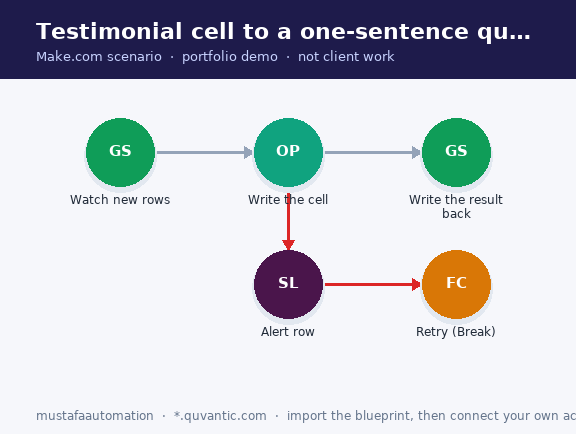 Testimonial cell to a one-sentence qu…
Make.com scenario · portfolio demo · not client work
GS
OP
GS
Watch new rows
Write the cell
Write the result
back
SL
FC
Alert row
Retry (Break)
mustafaautomation · *.quvantic.com · import the blueprint, then connect your own ac